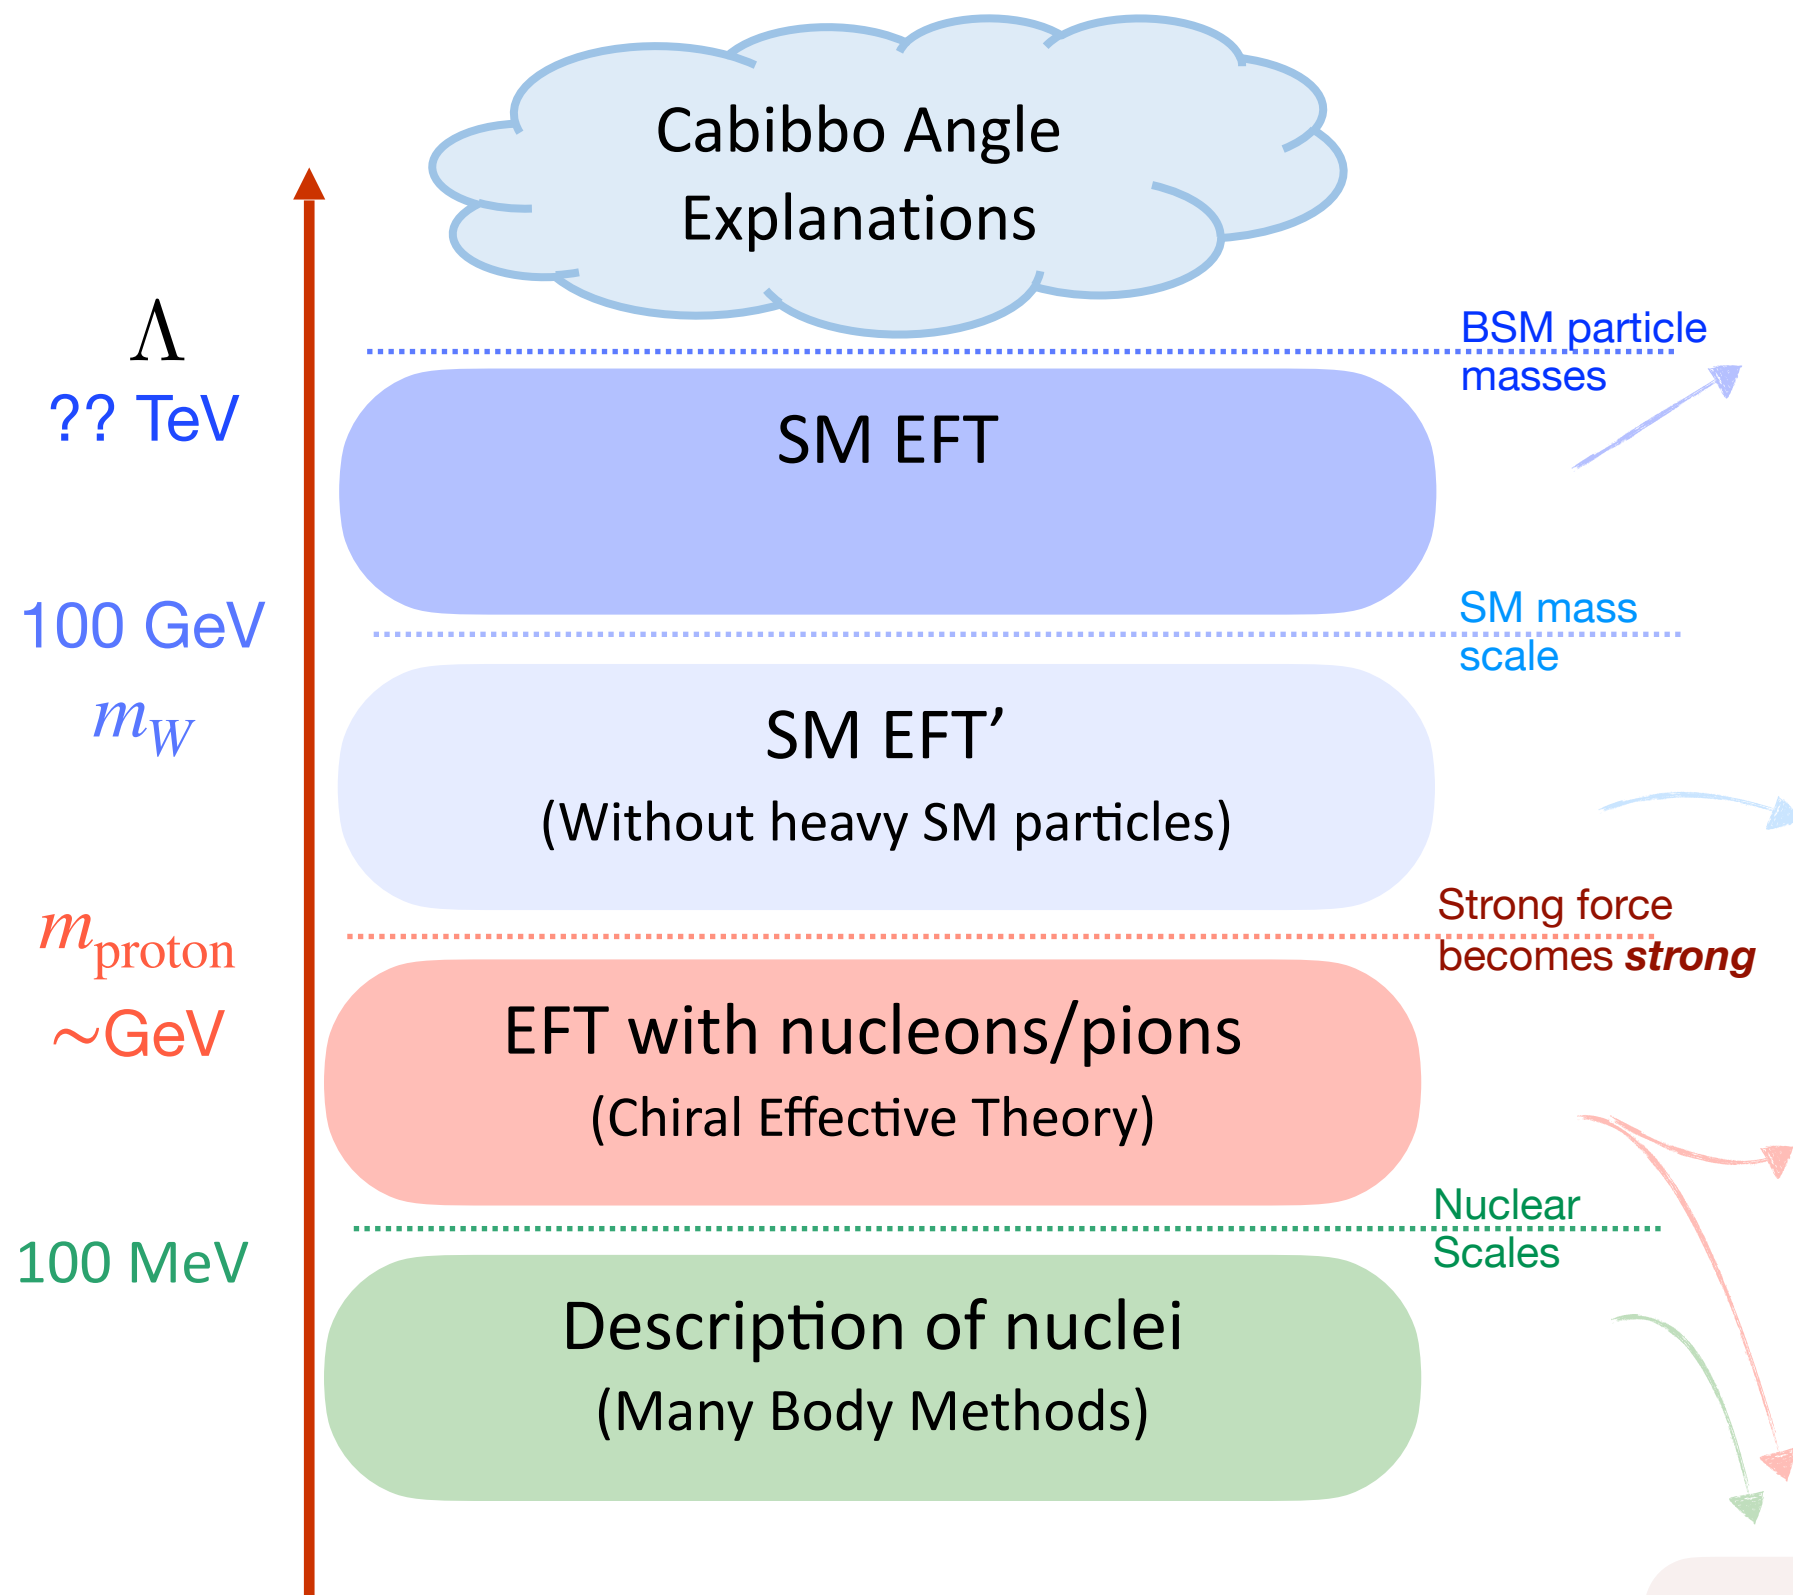 Cabibbo Angle
Explanations
Λ
?? TeV
BSM particle
masses
SM EFT
100 GeV
m_W
SM mass
scale
SM EFT’
(Without heavy SM particles)
m_proton
~GeV
Strong force
becomes strong
EFT with nucleons/pions
(Chiral Effective Theory)
100 MeV
Nuclear
Scales
Description of nuclei
(Many Body Methods)